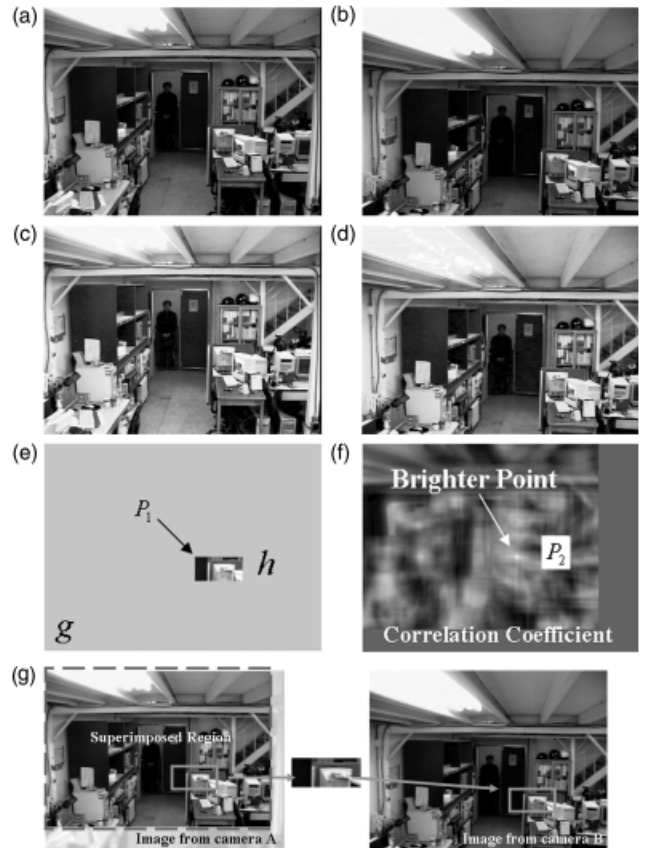 (a)
(b)
(c)
(d)
(e)
P1
h
g
(f)
Brighter Point
P2
Correlation Coefficient
(g)
Superimposed Region
Image from camera A
Image from camera B